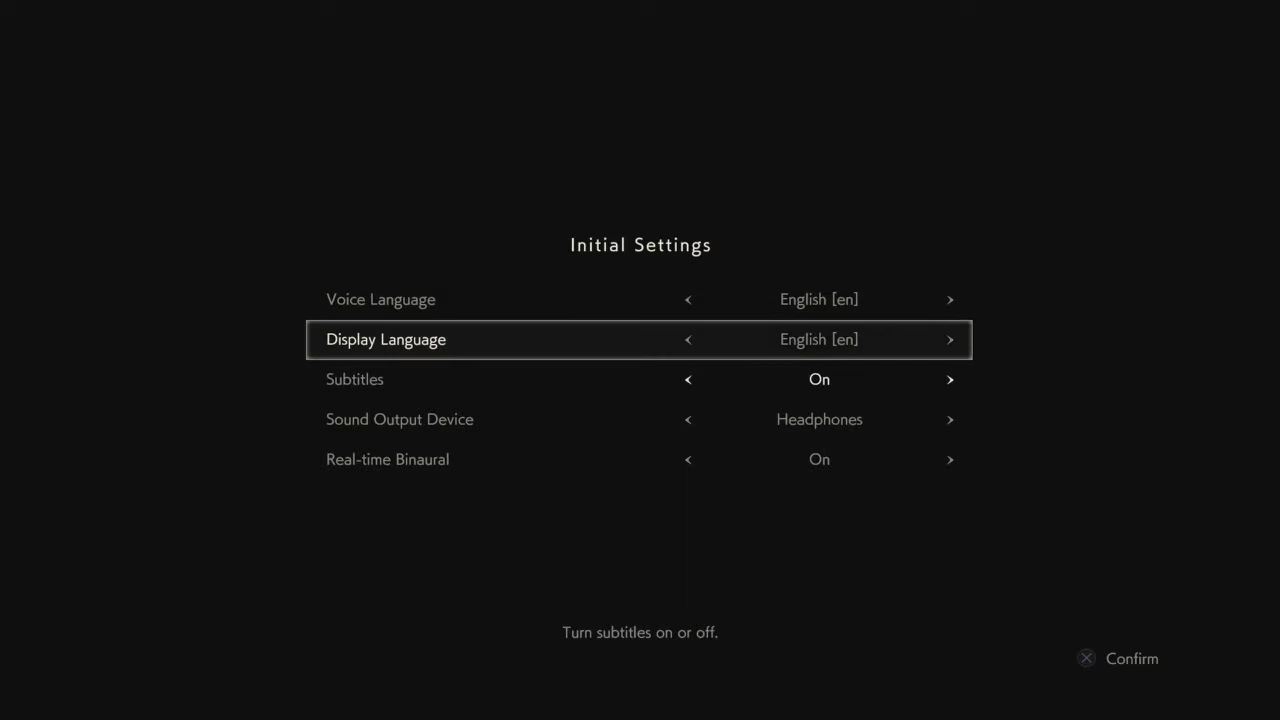 Initial Settings
Voice Language < English [en] >
Display Language < English [en] >
Subtitles < On >
Sound Output Device < Headphones >
Real-time Binaural < On >
Turn subtitles on or off.
Confirm